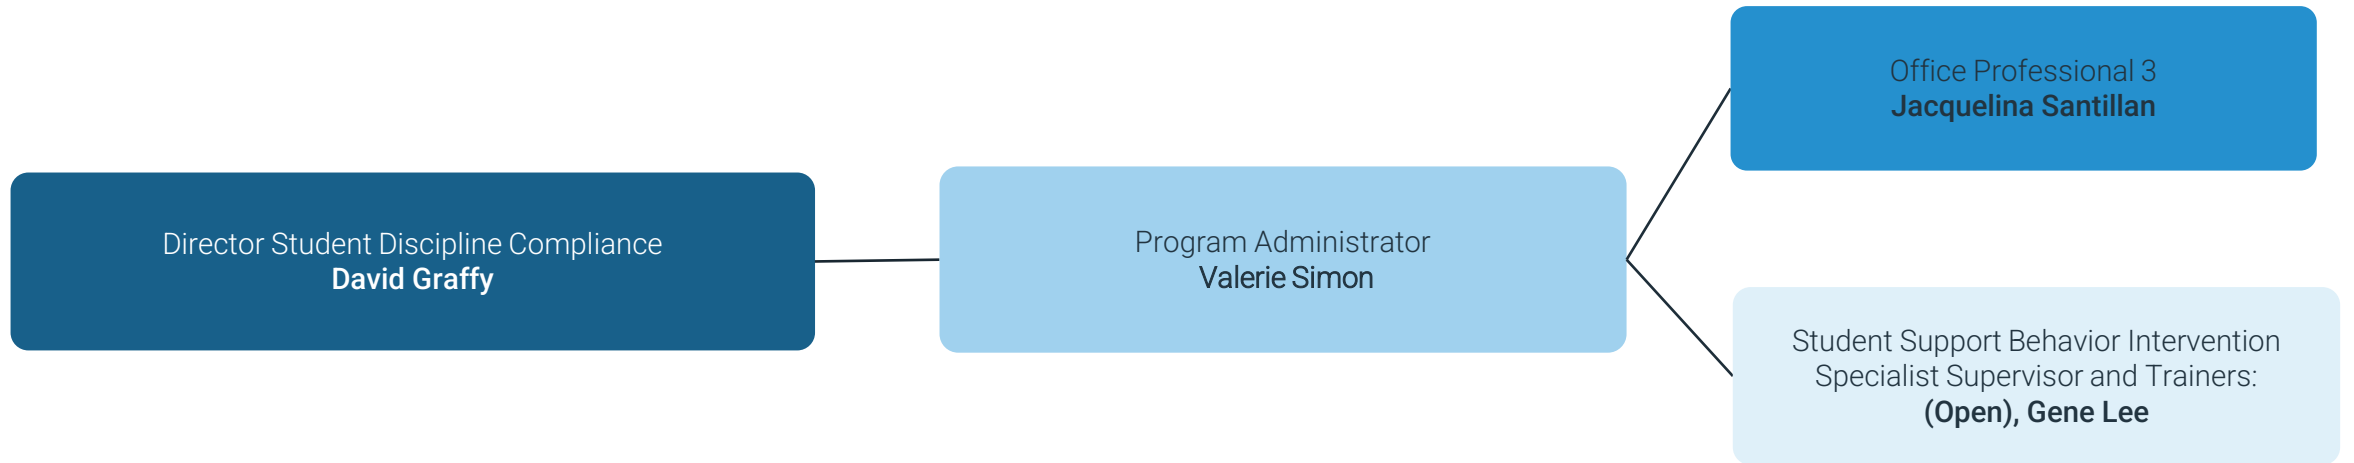 Director Student Discipline Compliance
David Graffy
Program Administrator
Valerie Simon
Office Professional 3
Jacquelina Santillan
Student Support Behavior Intervention
Specialist Supervisor and Trainers:
(Open), Gene Lee